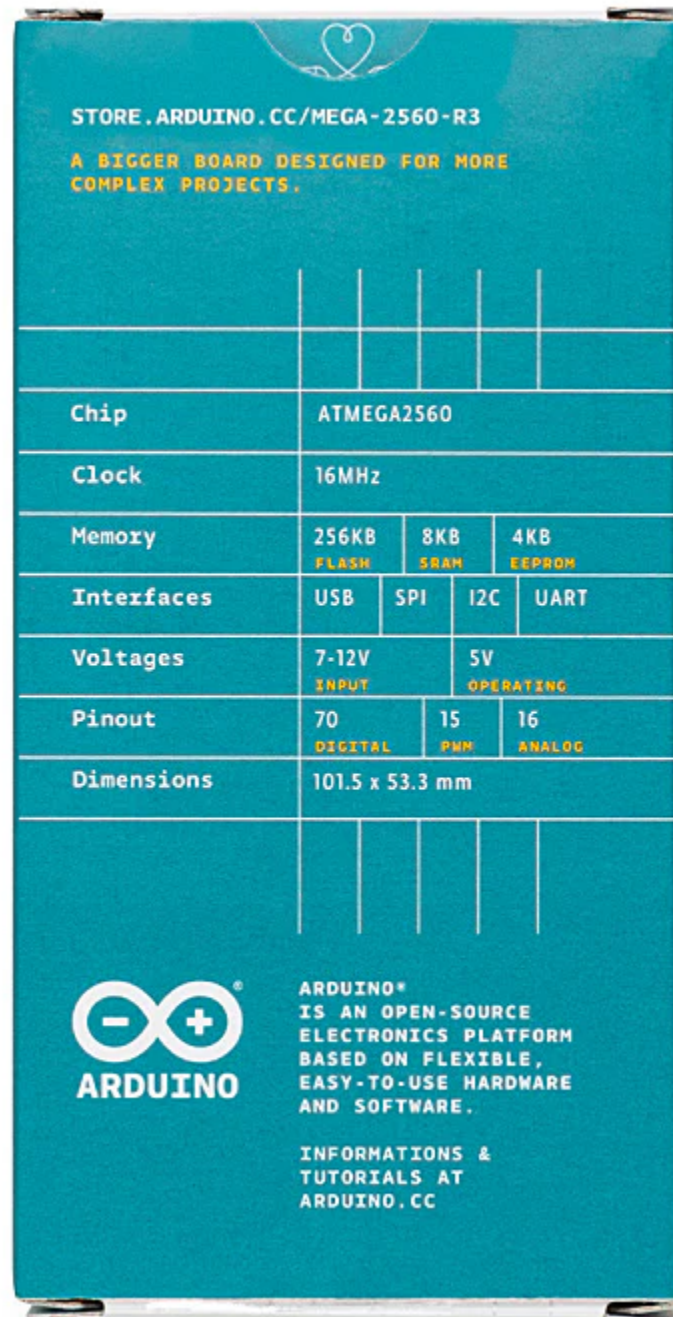 STORE.ARDUINO.CC/MEGA-2560-R3
A BIGGER BOARD DESIGNED FOR MORE
COMPLEX PROJECTS.
Chip ATMEGA2560
Clock 16MHz
Memory 256KB 8KB 4KB
FLASH SRAM EEPROM
Interfaces USB SPI I2C UART
Voltages 7-12V 5V
INPUT OPERATING
Pinout 70 15 16
DIGITAL PWM ANALOG
Dimensions 101.5 x 53.3 mm
ARDUINO®
IS AN OPEN-SOURCE
ELECTRONICS PLATFORM
BASED ON FLEXIBLE,
EASY-TO-USE HARDWARE
AND SOFTWARE.
INFORMATIONS &
TUTORIALS AT
ARDUINO.CC
®
ARDUINO